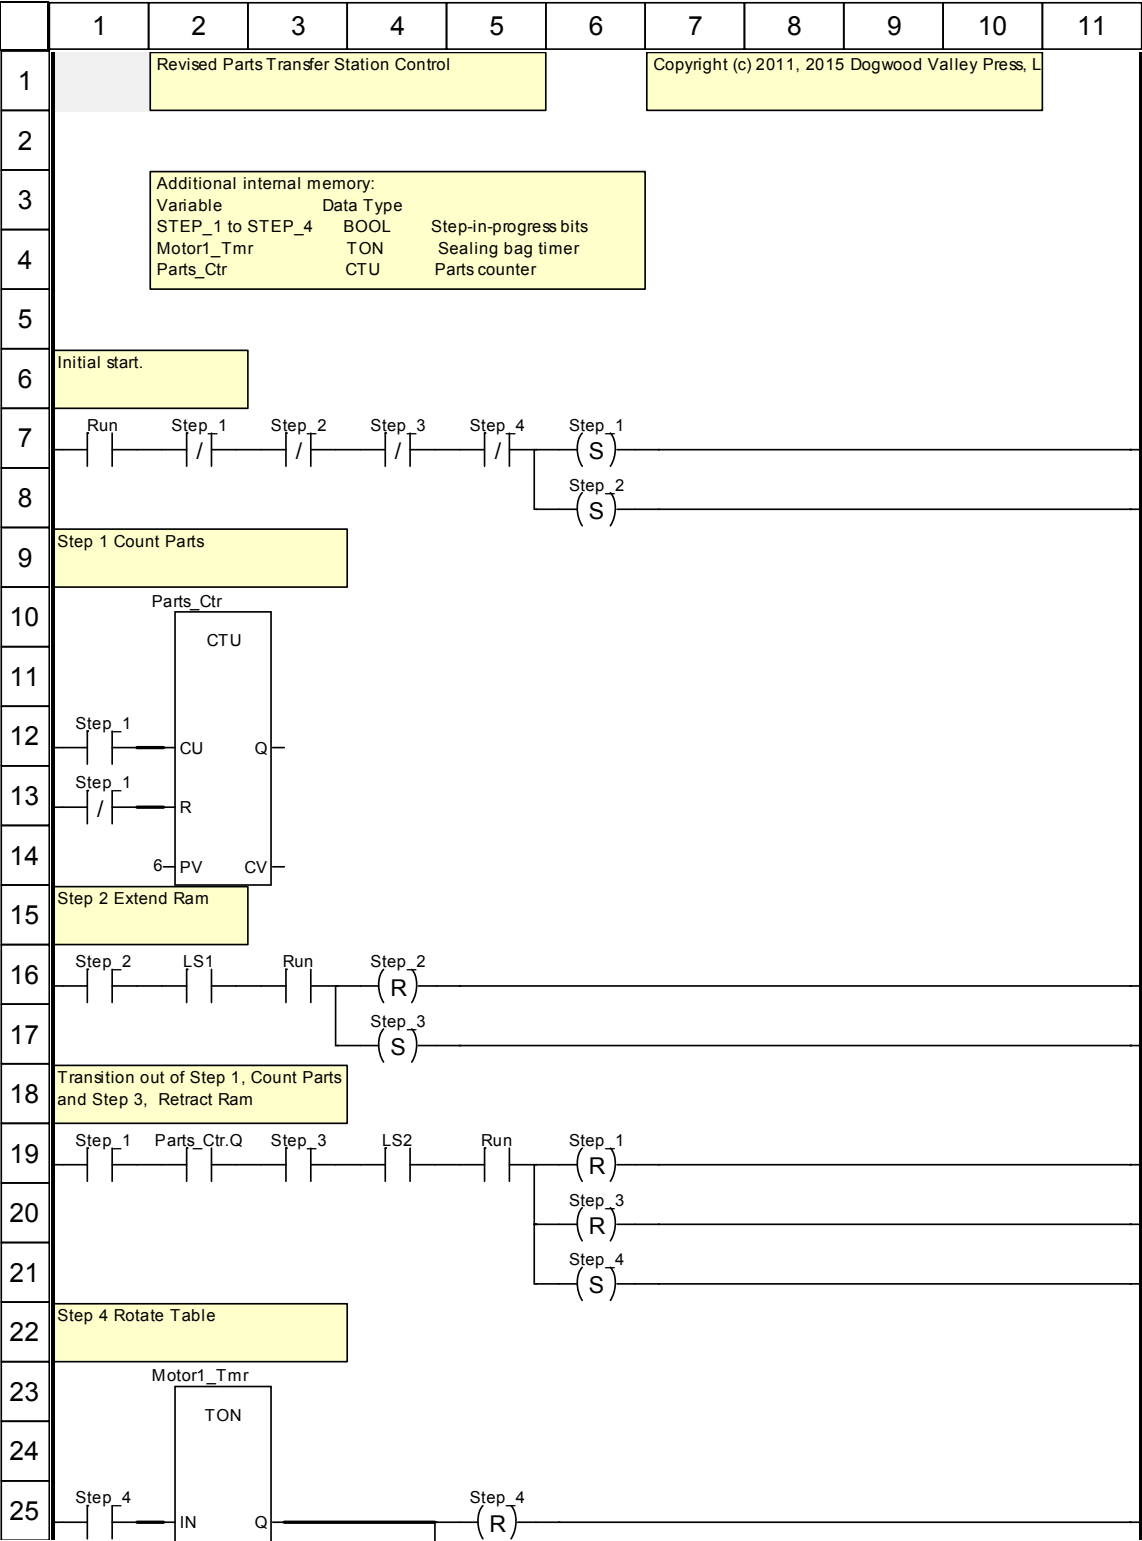 1 2 3 4 5 6 7 8 9 10 11
1
Revised Parts Transfer Station Control
Copyright (c) 2011, 2015 Dogwood Valley Press, L
2
3
Additional internal memory:
Variable Data Type
STEP_1 to STEP_4 BOOL Step-in-progress bits
4
Motor1_Tmr TON Sealing bag timer
Parts_Ctr CTU Parts counter
5
6
Initial start.
7
Run Step_1 Step_2 Step_3 Step_4 Step_1
/ / / / S
8
Step_2
S
9
Step 1 Count Parts
10
Parts_Ctr
CTU
11
12
Step_1
CU Q
13
Step_1
/ R
14
6 PV CV
15
Step 2 Extend Ram
16
Step_2 LS1 Run Step_2
R
17
Step_3
S
18
Transition out of Step 1, Count Parts
and Step 3, Retract Ram
19
Step_1 Parts_Ctr.Q Step_3 LS2 Run Step_1
R
20
Step_3
R
21
Step_4
S
22
Step 4 Rotate Table
23
Motor1_Tmr
TON
24
25
Step_4 Step_4
IN Q R